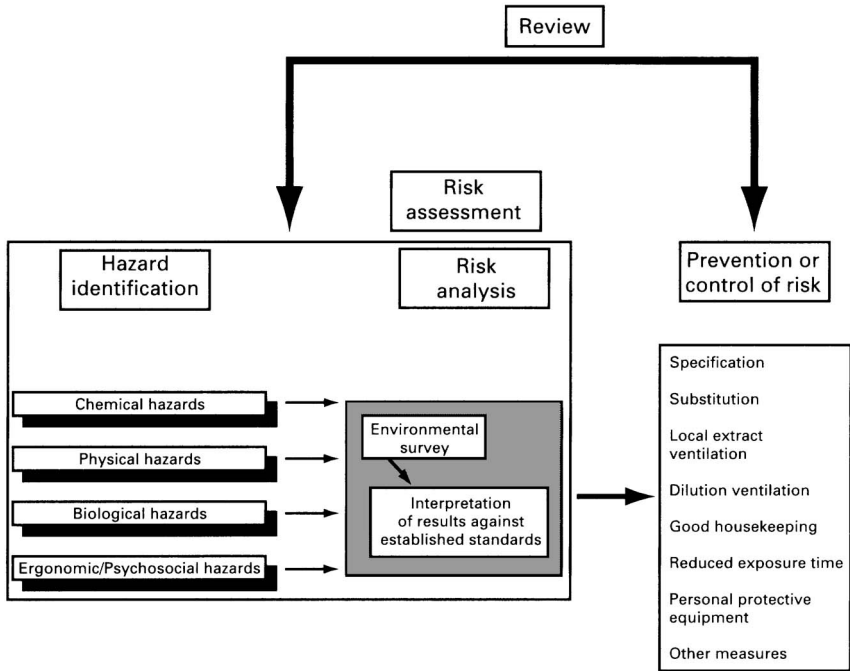 Review
Risk
assessment
Hazard
identification
Risk
analysis
Prevention or
control of risk
Chemical hazards
Physical hazards
Biological hazards
Ergonomic/Psychosocial hazards
Environmental
survey
Interpretation
of results against
established standards
Specification
Substitution
Local extract
ventilation
Dilution ventilation
Good housekeeping
Reduced exposure time
Personal protective
equipment
Other measures